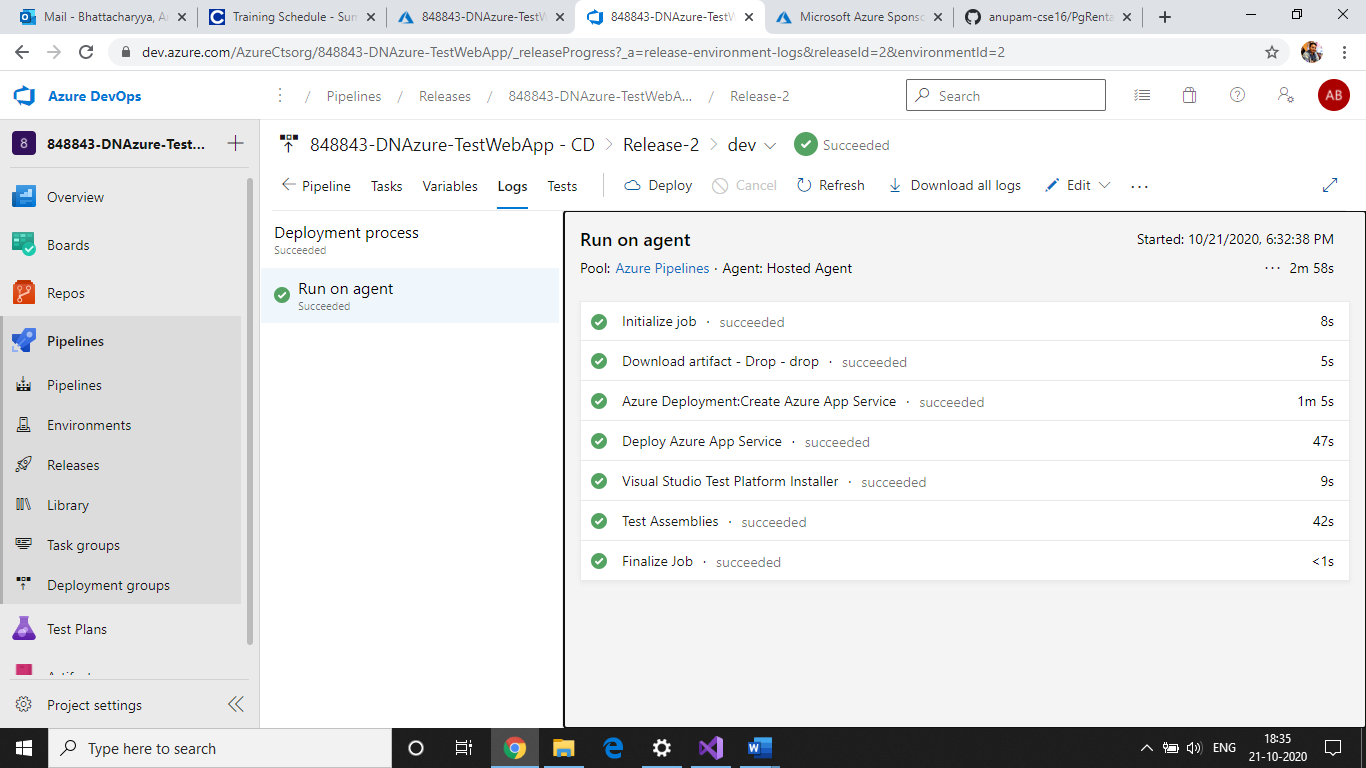 Mail - Bhattacharyya, A
Training Schedule - Sum
848843-DNAzure-TestW
848843-DNAzure-TestW
Microsoft Azure Sponso
anupam-cse16/PgRenta
dev.azure.com/AzureCtsorg/848843-DNAzure-TestWebApp/_releaseProgress?_a=release-environment-logs&releaseId=2&environmentId=2
Azure DevOps
/ Pipelines / Releases / 848843-DNAzure-TestWebA... / Release-2
Search
AB
8 848843-DNAzure-Test...
848843-DNAzure-TestWebApp - CD > Release-2 > dev Succeeded
Pipeline Tasks Variables Logs Tests Deploy Cancel Refresh Download all logs Edit ...
Overview
Boards
Repos
Pipelines
Pipelines
Environments
Releases
Library
Task groups
Deployment groups
Test Plans
Project settings
Deployment process
Succeeded
Run on agent
Succeeded
Run on agent
Started: 10/21/2020, 6:32:38 PM
Pool: Azure Pipelines · Agent: Hosted Agent
... 2m 58s
Initialize job · succeeded 8s
Download artifact - Drop - drop · succeeded 5s
Azure Deployment:Create Azure App Service · succeeded 1m 5s
Deploy Azure App Service · succeeded 47s
Visual Studio Test Platform Installer · succeeded 9s
Test Assemblies · succeeded 42s
Finalize Job · succeeded <1s
Type here to search
ENG
18:35
21-10-2020